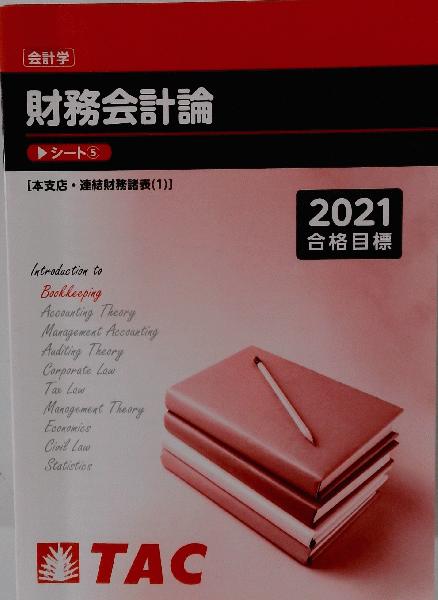 会計学
財務会計論
▶シート⑤
[本支店・連結財務諸表(1)]
2021
合格目標
Introduction to
Bookkeeping
Accounting Theory
Management Accounting
Auditing Theory
Corporate Law
Tax Law
Management Theory
Economics
Civil Law
Statistics
TAC